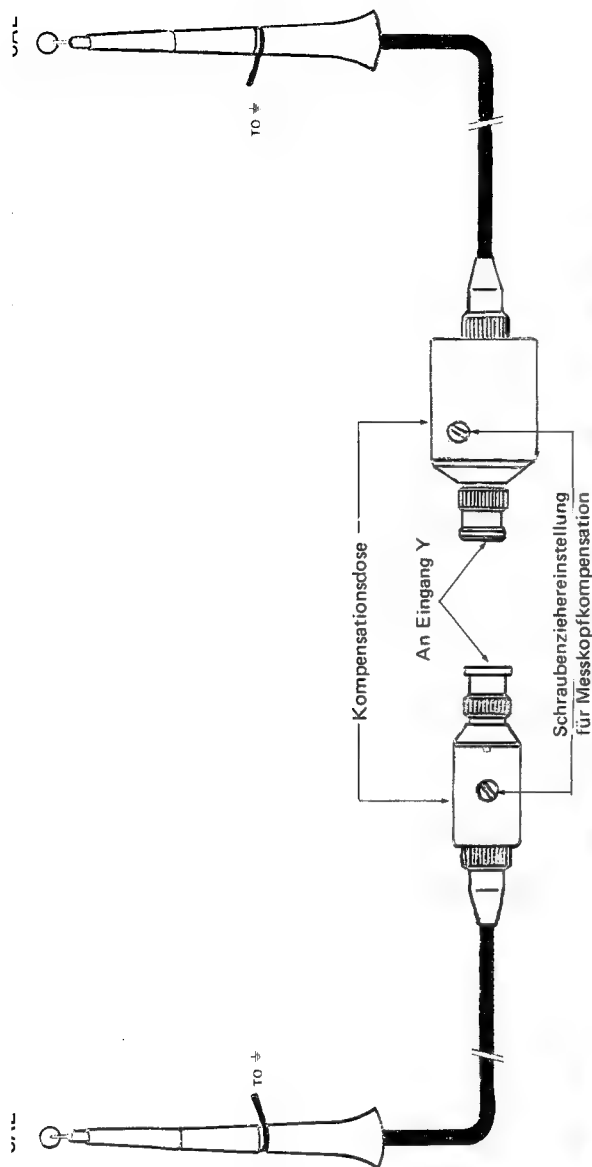 TO ⏚
Kompensationsdose
An Eingang Y
Schraubenziehereinstellung
für Messkopfkompensation
TO ⏚